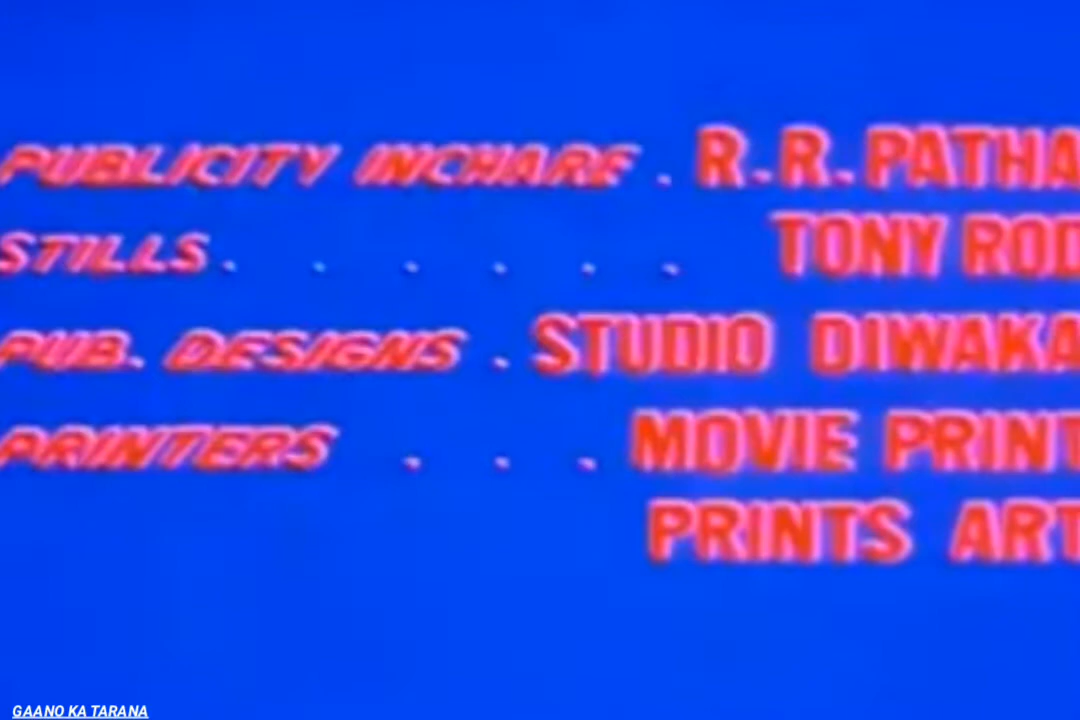 PUBLICITY INCHARE . R.R.PATHA
STILLS . . . . . . TONY ROD
PUB. DESIGNS . STUDIO DIWAKA
PRINTERS . . . MOVIE PRINT
PRINTS ART
GAANO KA TARANA